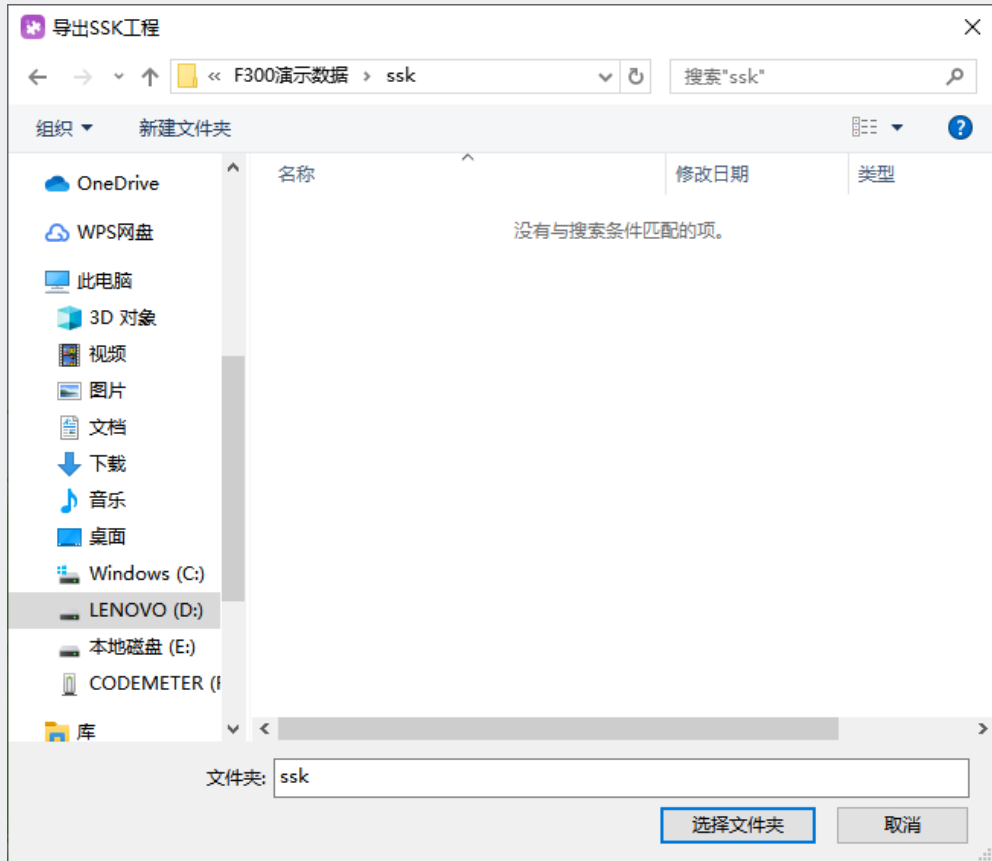 导出SSK工程
« F300演示数据 › ssk
搜索"ssk"
组织
新建文件夹
名称
修改日期
类型
没有与搜索条件匹配的项。
OneDrive
WPS网盘
此电脑
3D 对象
视频
图片
文档
下载
音乐
桌面
Windows (C:)
LENOVO (D:)
本地磁盘 (E:)
CODEMETER (
库
文件夹: ssk
选择文件夹
取消